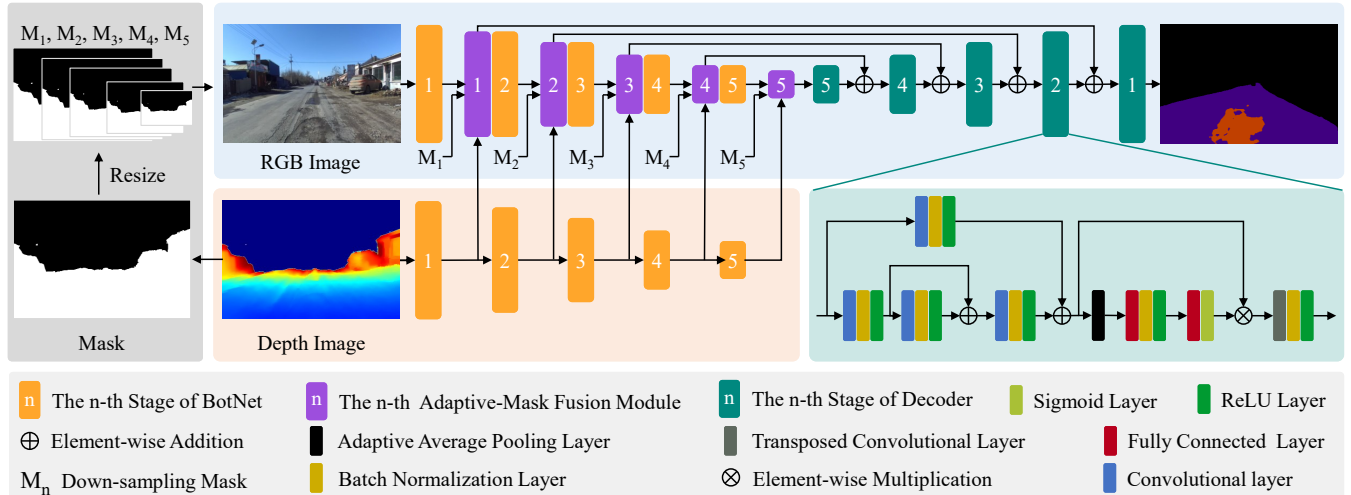 M1, M2, M3, M4, M5
Resize
Mask
RGB Image
1 1 2 2 3 3 4 4 5 5 5 4 3 2 1
M1 M2 M3 M4 M5
1 2 3 4 5
Depth Image
n The n-th Stage of BotNet
n The n-th Adaptive-Mask Fusion Module
n The n-th Stage of Decoder
Sigmoid Layer
ReLU Layer
Element-wise Addition
Adaptive Average Pooling Layer
Transposed Convolutional Layer
Fully Connected Layer
Mn Down-sampling Mask
Batch Normalization Layer
Element-wise Multiplication
Convolutional layer